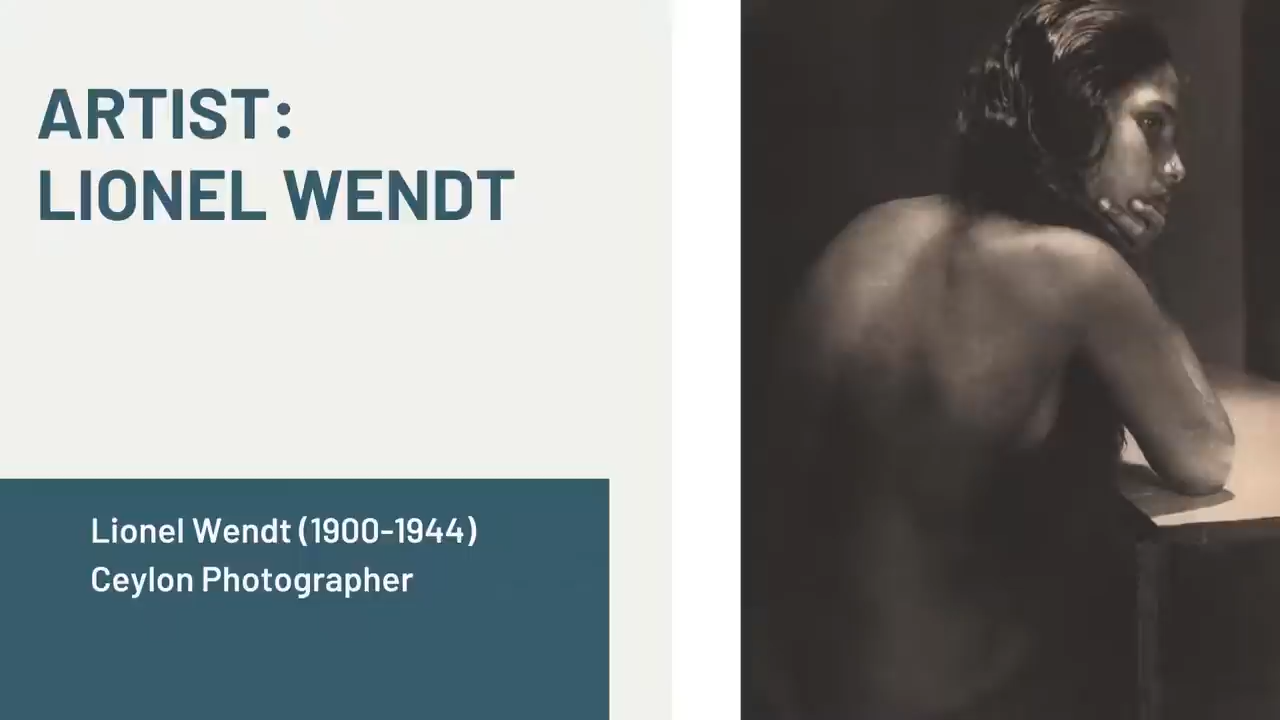 ARTIST:
LIONEL WENDT
Lionel Wendt (1900-1944)
Ceylon Photographer